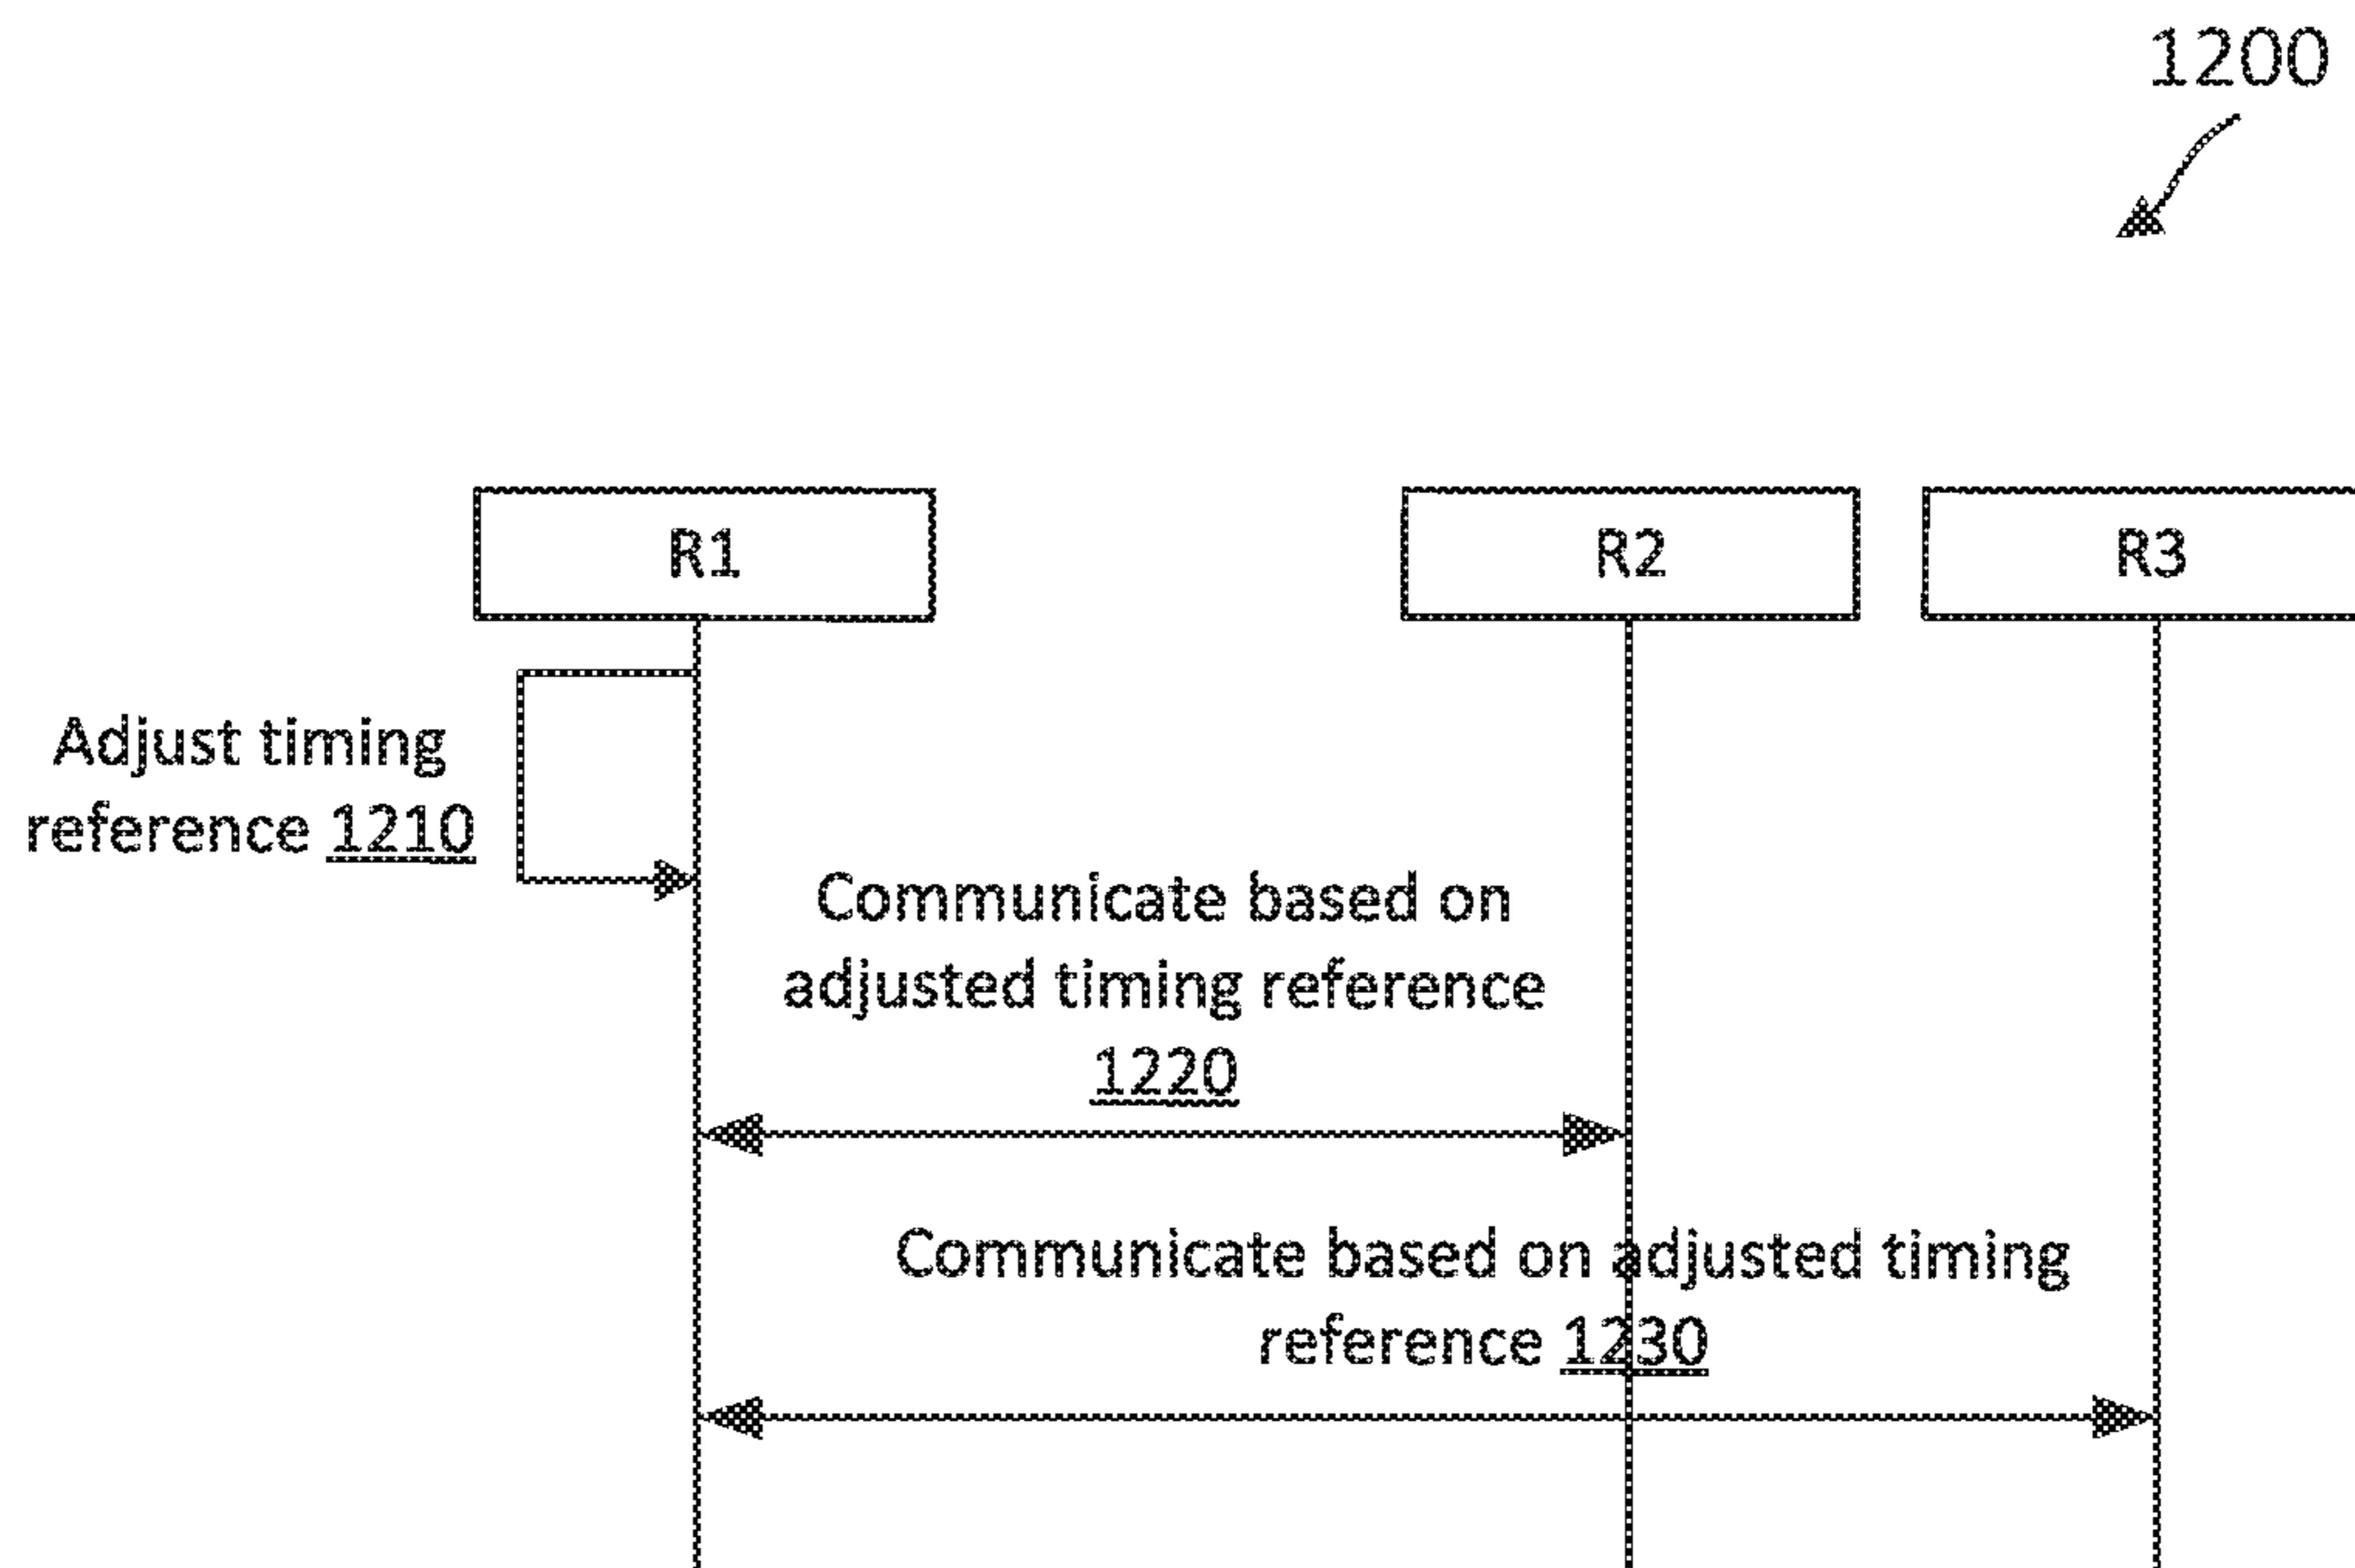 1200
R1
R2
R3
Adjust timing
reference 1210
Communicate based on
adjusted timing reference
1220
Communicate based on adjusted timing
reference 1230